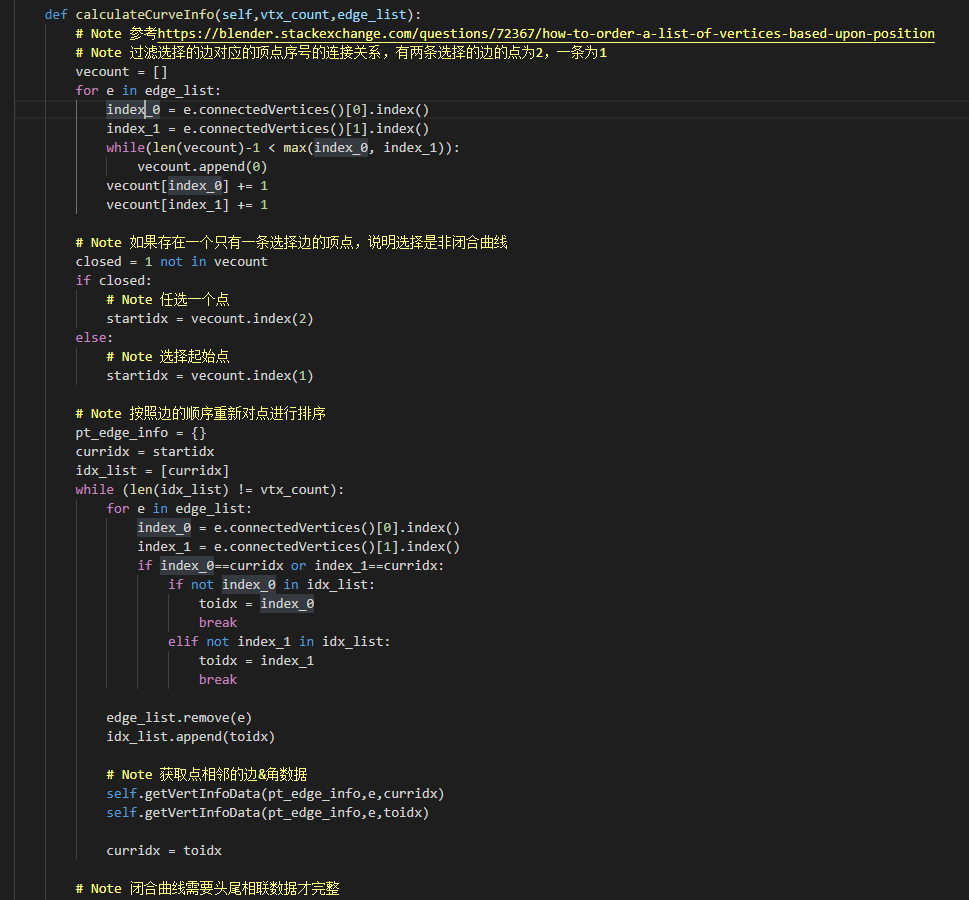 def calculateCurveInfo(self,vtx_count,edge_list):
# Note 参考https://blender.stackexchange.com/questions/72367/how-to-order-a-list-of-vertices-based-upon-position
# Note 过滤选择的边对应的顶点序号的连接关系，有两条选择的边的点为2，一条为1
vecount = []
for e in edge_list:
index_0 = e.connectedVertices()[0].index()
index_1 = e.connectedVertices()[1].index()
while(len(vecount)-1 < max(index_0, index_1)):
vecount.append(0)
vecount[index_0] += 1
vecount[index_1] += 1
# Note 如果存在一个只有一条选择边的顶点，说明选择是非闭合曲线
closed = 1 not in vecount
if closed:
# Note 任选一个点
startidx = vecount.index(2)
else:
# Note 选择起始点
startidx = vecount.index(1)
# Note 按照边的顺序重新对点进行排序
pt_edge_info = {}
curridx = startidx
idx_list = [curridx]
while (len(idx_list) != vtx_count):
for e in edge_list:
index_0 = e.connectedVertices()[0].index()
index_1 = e.connectedVertices()[1].index()
if index_0==curridx or index_1==curridx:
if not index_0 in idx_list:
toidx = index_0
break
elif not index_1 in idx_list:
toidx = index_1
break
edge_list.remove(e)
idx_list.append(toidx)
# Note 获取点相邻的边&角数据
self.getVertInfoData(pt_edge_info,e,curridx)
self.getVertInfoData(pt_edge_info,e,toidx)
curridx = toidx
# Note 闭合曲线需要头尾相联数据才完整